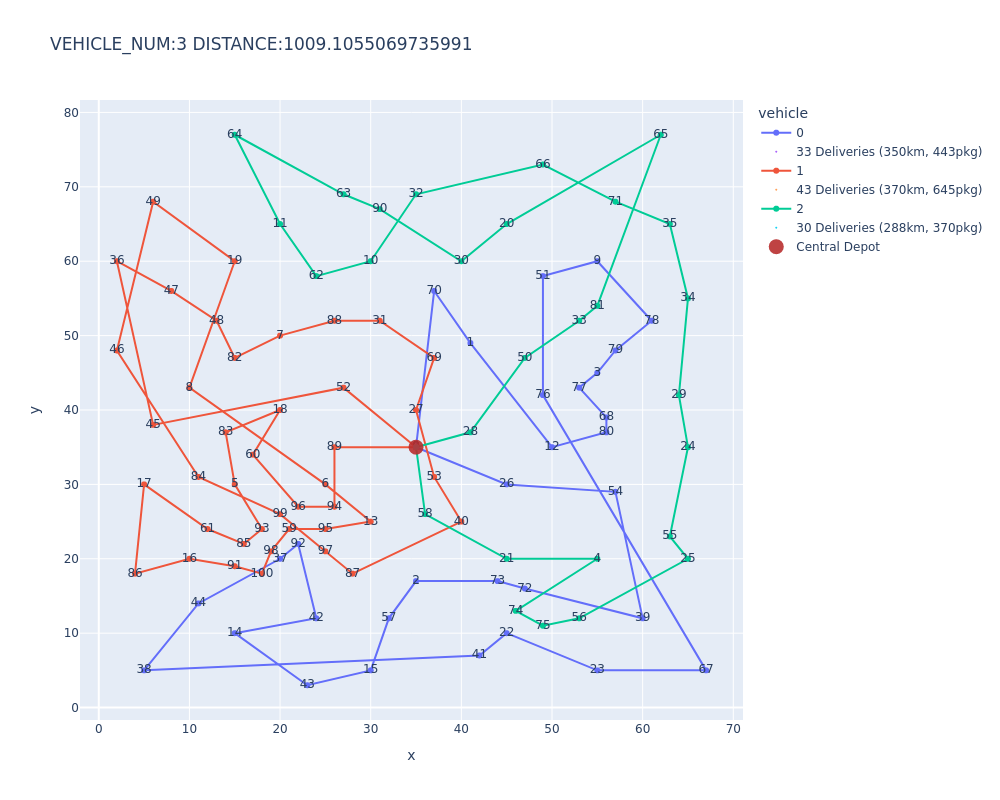 VEHICLE_NUM:3 DISTANCE:1009.1055069735991
vehicle
0
33 Deliveries (350km, 443pkg)
1
43 Deliveries (370km, 645pkg)
2
30 Deliveries (288km, 370pkg)
Central Depot
80
70
60
50
40
30
20
10
0
y
64 65
66
63 32
49 90 71
11 20 35
36 19 10 30 9
62 51
47 70 34
81
48 88 31 33 78
7 1
46 82 69 50 79
3
8 52 77
76 29
18 27 68
45 83 28 80
89 12 24
60
84 53
17 5 6 26 54
96 94
99 58
13 40
61 93 59 95 55
85 98 92 97
16 37 21 4 25
91
86 100 87
2 73 72
44 74
42 57 56 39
75
14 22
41
38 15 23 67
43
0 10 20 30 40 50 60 70
x